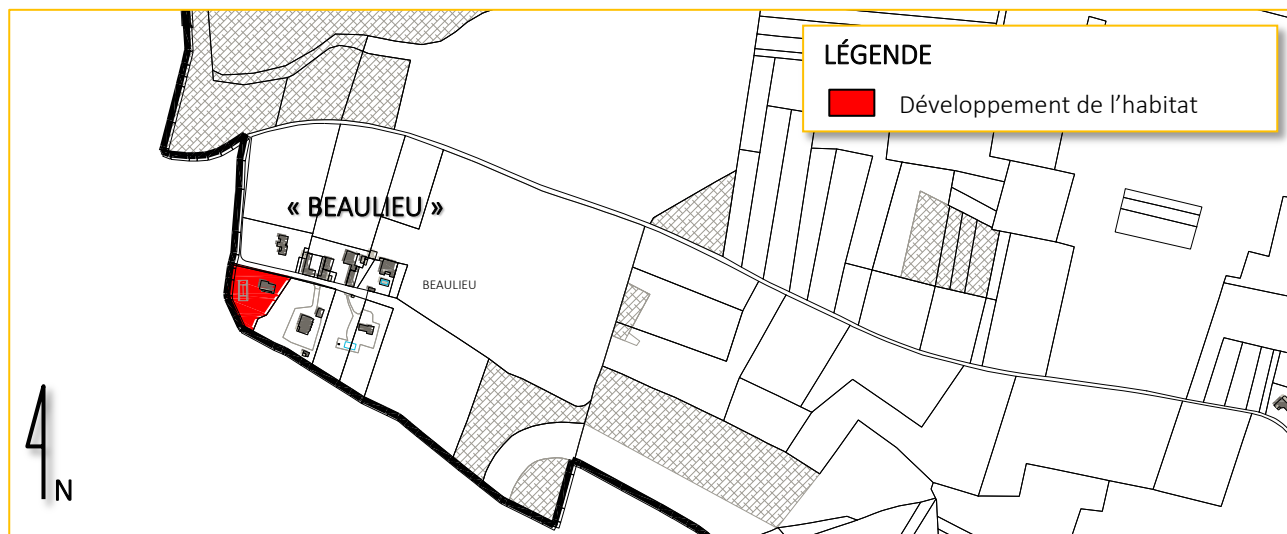 LÉGENDE
Développement de l'habitat
« BEAULIEU »
BEAULIEU
N